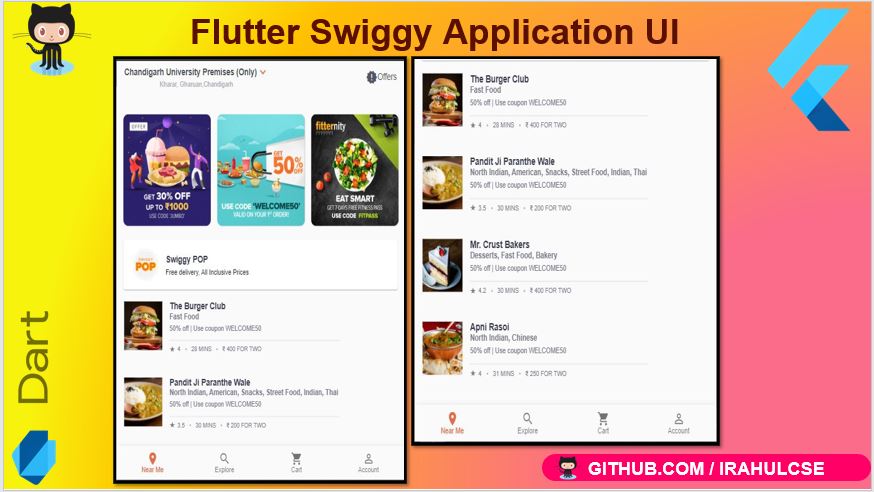 Flutter Swiggy Application UI
Chandigarh University Premises (Only)
Kharar, Gharuan,Chandigarh
Offers
OFFER
GET 30% OFF
UP TO ₹1000
USE CODE 'JUMBO'
GET
50%
OFF
USE CODE 'WELCOME50'
VALID ON YOUR 1ST ORDER!
fitternity
EAT SMART
GET 7 DAYS FREE FITNESS PASS
USE CODE FITPASS
SWIGGY
POP
Swiggy POP
Free delivery, All Inclusive Prices
The Burger Club
Fast Food
50% off | Use coupon WELCOME50
★ 4 • 28 MINS • ₹ 400 FOR TWO
Pandit Ji Paranthe Wale
North Indian, American, Snacks, Street Food, Indian, Thai
50% off | Use coupon WELCOME50
★ 3.5 • 30 MINS • ₹ 200 FOR TWO
Near Me
Explore
Cart
Account
The Burger Club
Fast Food
50% off | Use coupon WELCOME50
★ 4 • 28 MINS • ₹ 400 FOR TWO
Pandit Ji Paranthe Wale
North Indian, American, Snacks, Street Food, Indian, Thai
50% off | Use coupon WELCOME50
★ 3.5 • 30 MINS • ₹ 200 FOR TWO
Mr. Crust Bakers
Desserts, Fast Food, Bakery
50% off | Use coupon WELCOME50
★ 4.2 • 30 MINS • ₹ 400 FOR TWO
Apni Rasoi
North Indian, Chinese
50% off | Use coupon WELCOME50
★ 4 • 31 MINS • ₹ 250 FOR TWO
Near Me
Explore
Cart
Account
Dart
GITHUB.COM / IRAHULCSE